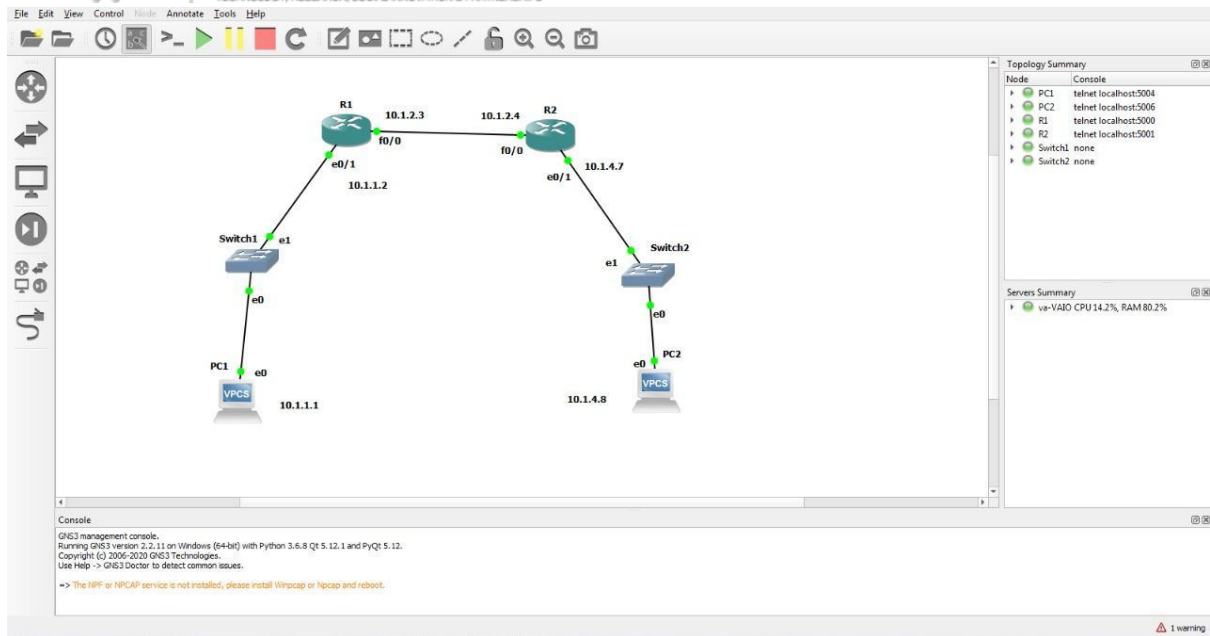 File Edit View Control Node Annotate Tools Help
Topology Summary
Node Console
PC1 telnet localhost:5004
PC2 telnet localhost:5006
R1 telnet localhost:5000
R2 telnet localhost:5001
Switch1 none
Switch2 none
R1
10.1.2.3
10.1.2.4
R2
f0/0
f0/0
e0/1
10.1.1.2
10.1.4.7
e0/1
Switch1
e1
Switch2
e1
e0
e0
PC1
e0
VPCS
10.1.1.1
PC2
e0
VPCS
10.1.4.8
Servers Summary
va-VAIO CPU 14.2%, RAM 80.2%
Console
GNS3 management console.
Running GNS3 version 2.2.11 on Windows (64-bit) with Python 3.6.8 Qt 5.12.1 and PyQt 5.12.
Copyright (c) 2006-2020 GNS3 Technologies.
Use Help -> GNS3 Doctor to detect common issues.
=> The NPF or NPCAP service is not installed, please install Winpcap or Npcap and reboot.
1 warning